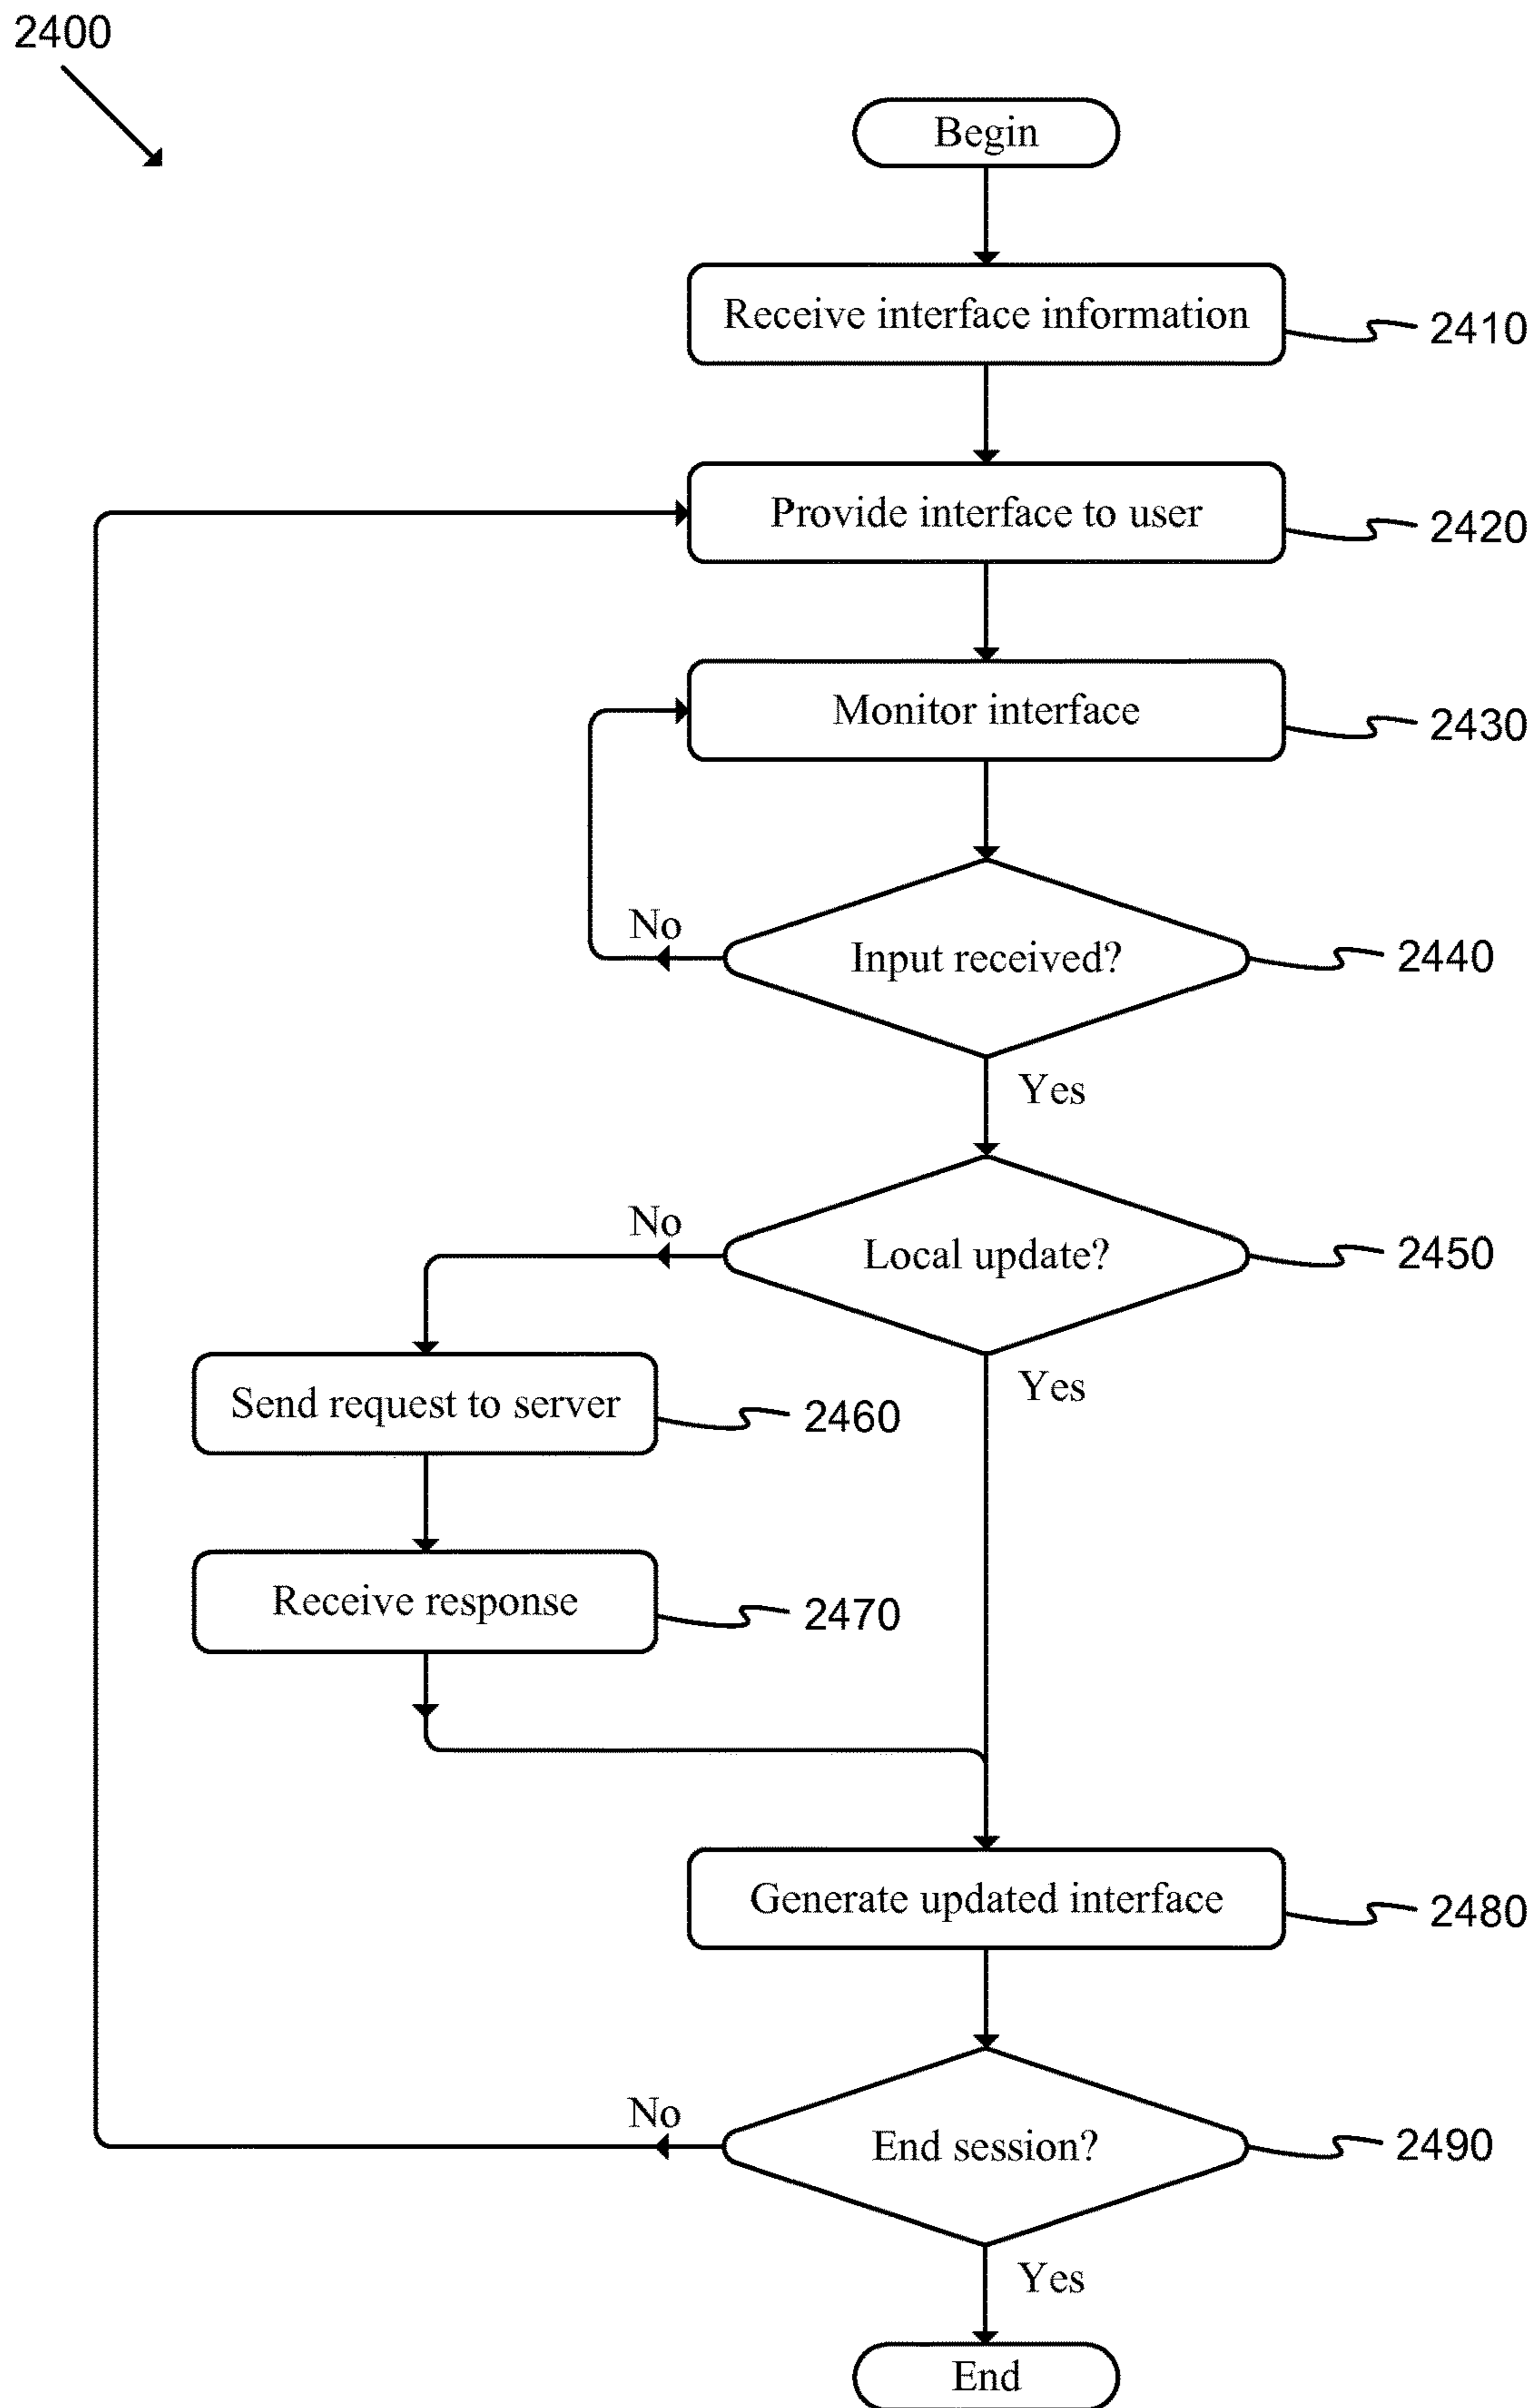 2400
Begin
Receive interface information
2410
Provide interface to user
2420
Monitor interface
2430
No
Input received?
2440
Yes
No
Local update?
2450
Yes
Send request to server
2460
Receive response
2470
Generate updated interface
2480
No
End session?
2490
Yes
End